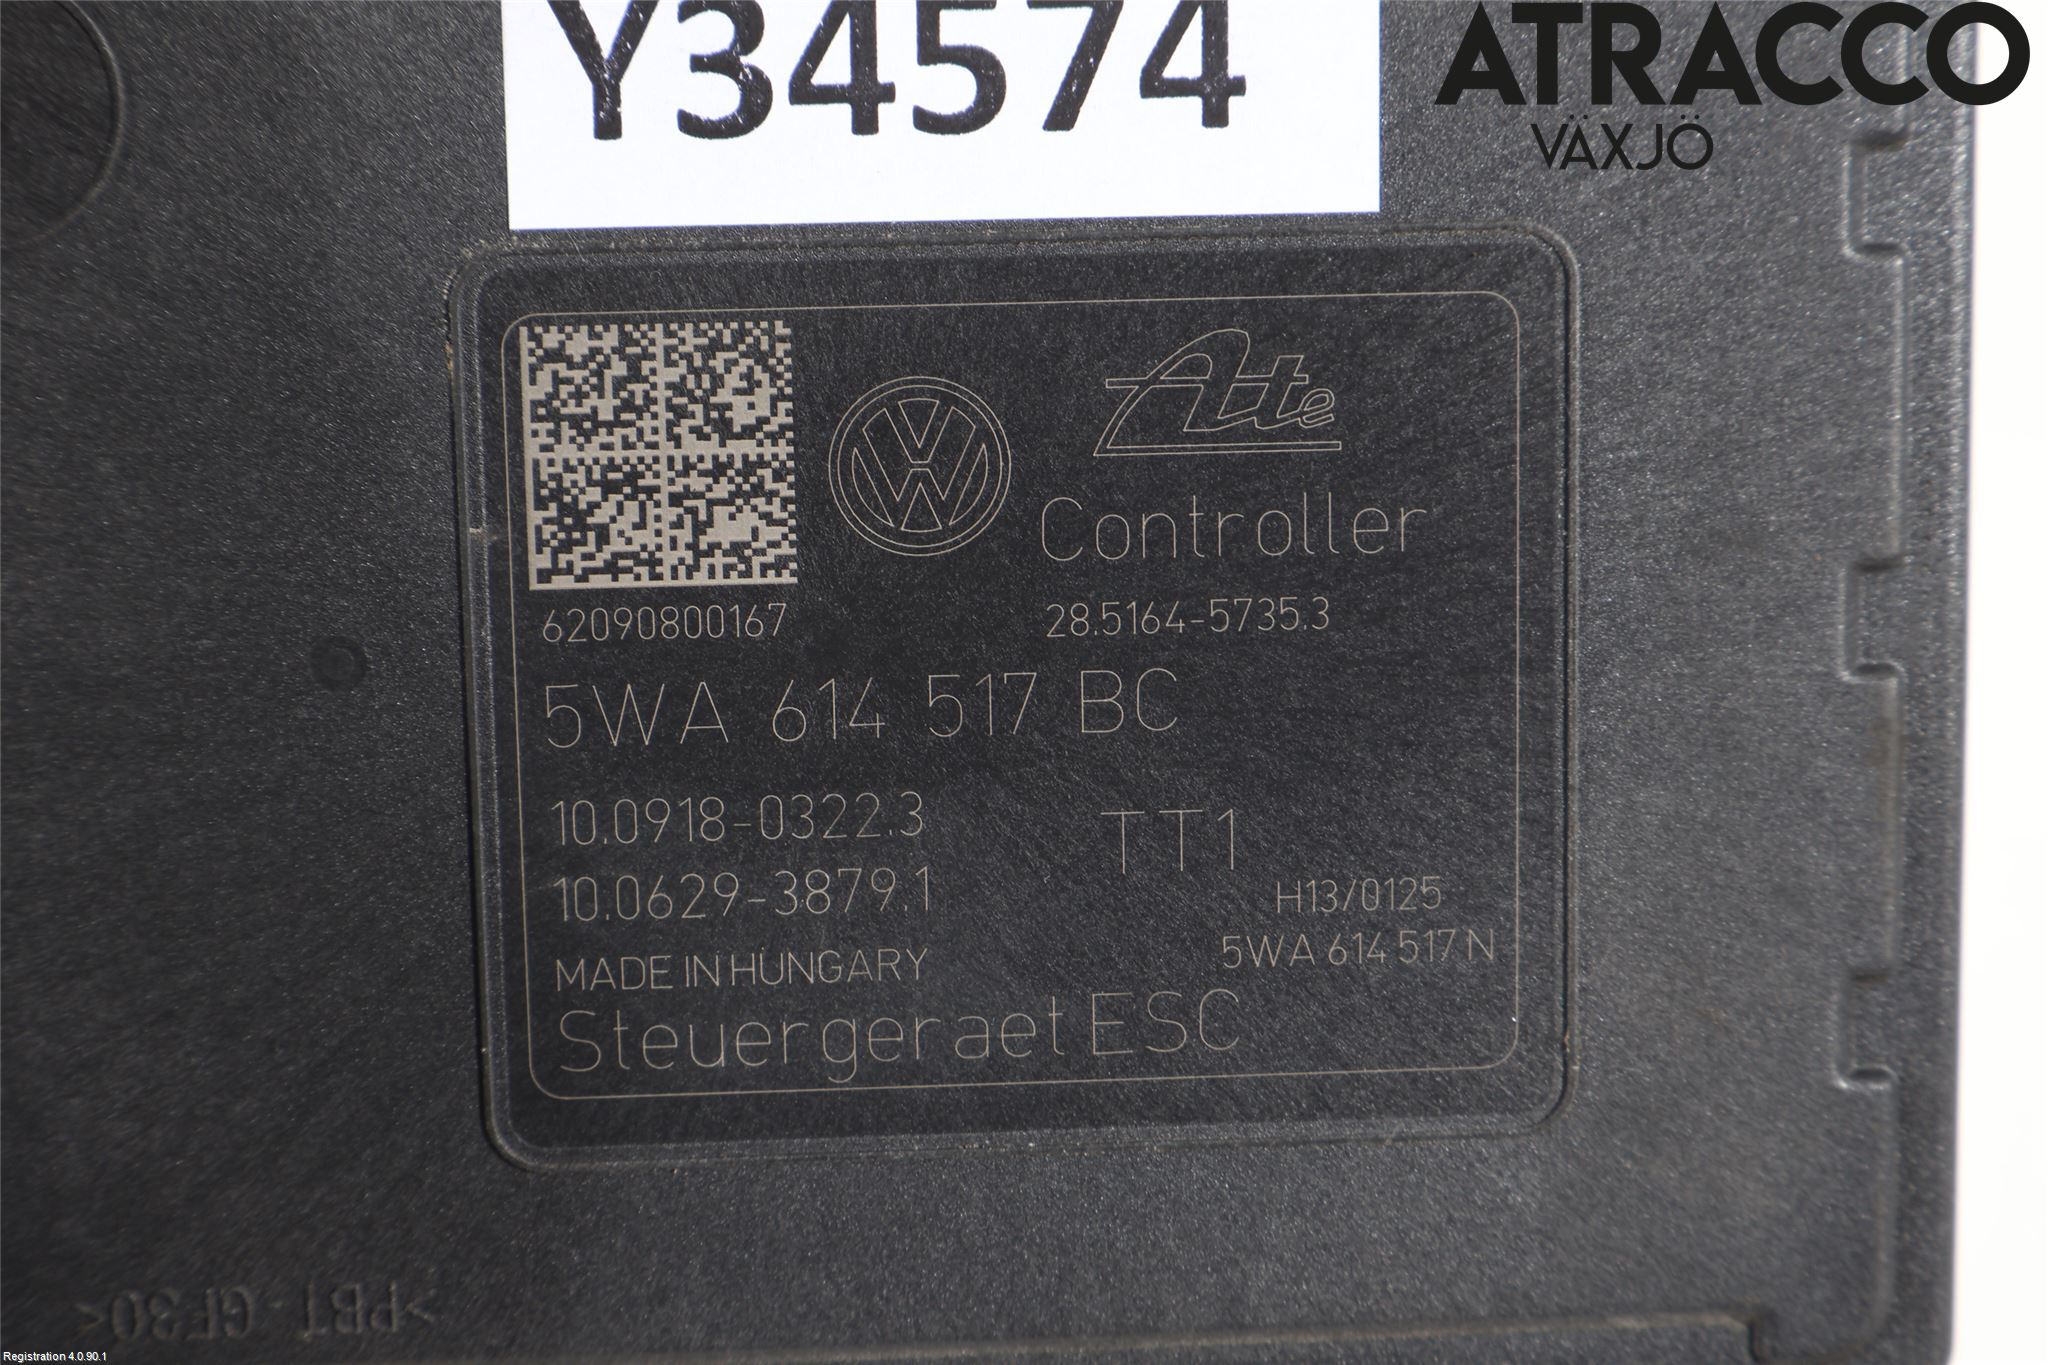 Y34574
ATRACCO
VÄXJÖ
Ate
Controller
62090800167
28.5164-5735.3
5WA 614 517 BC
10.0918-0322.3
TT1
10.0629-3879.1
H13/0125
MADE IN HUNGARY
5WA 614 517 N
Steuergeraet ESC
>PBT-GF30<
Registration 4.0.90.1